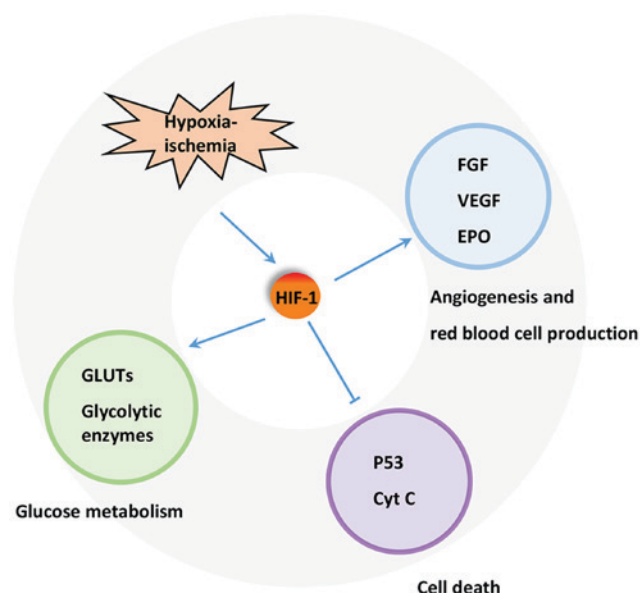 Hypoxia-
ischemia
FGF
VEGF
EPO
HIF-1
Angiogenesis and
red blood cell production
GLUTs
Glycolytic
enzymes
Glucose metabolism
P53
Cyt C
Cell death